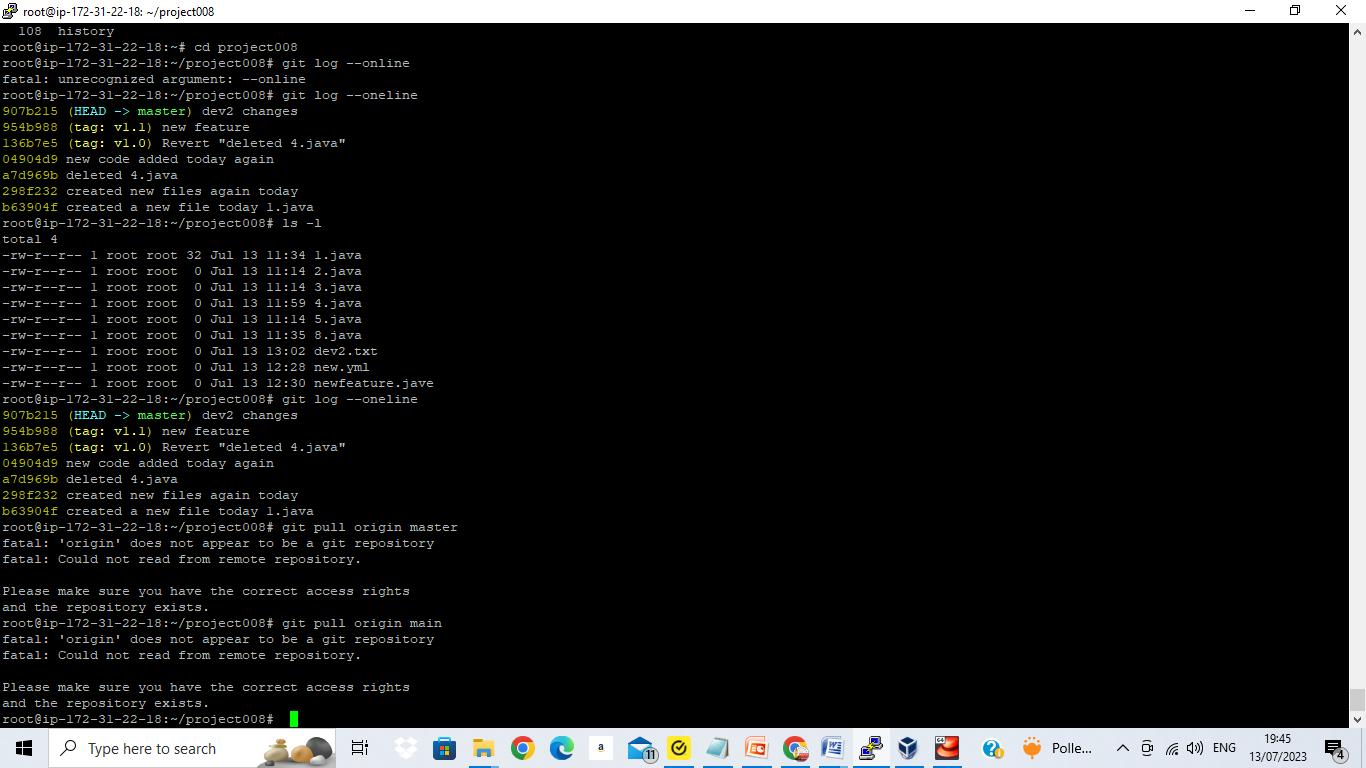 root@ip-172-31-22-18: ~/project008
108 history
root@ip-172-31-22-18:~# cd project008
root@ip-172-31-22-18:~/project008# git log --online
fatal: unrecognized argument: --online
root@ip-172-31-22-18:~/project008# git log --oneline
907b215 (HEAD -> master) dev2 changes
954b988 (tag: v1.1) new feature
136b7e5 (tag: v1.0) Revert "deleted 4.java"
04904d9 new code added today again
a7d969b deleted 4.java
298f232 created new files again today
b63904f created a new file today 1.java
root@ip-172-31-22-18:~/project008# ls -l
total 4
-rw-r--r-- 1 root root 32 Jul 13 11:34 1.java
-rw-r--r-- 1 root root  0 Jul 13 11:14 2.java
-rw-r--r-- 1 root root  0 Jul 13 11:14 3.java
-rw-r--r-- 1 root root  0 Jul 13 11:59 4.java
-rw-r--r-- 1 root root  0 Jul 13 11:14 5.java
-rw-r--r-- 1 root root  0 Jul 13 11:35 8.java
-rw-r--r-- 1 root root  0 Jul 13 13:02 dev2.txt
-rw-r--r-- 1 root root  0 Jul 13 12:28 new.yml
-rw-r--r-- 1 root root  0 Jul 13 12:30 newfeature.jave
root@ip-172-31-22-18:~/project008# git log --oneline
907b215 (HEAD -> master) dev2 changes
954b988 (tag: v1.1) new feature
136b7e5 (tag: v1.0) Revert "deleted 4.java"
04904d9 new code added today again
a7d969b deleted 4.java
298f232 created new files again today
b63904f created a new file today 1.java
root@ip-172-31-22-18:~/project008# git pull origin master
fatal: 'origin' does not appear to be a git repository
fatal: Could not read from remote repository.

Please make sure you have the correct access rights
and the repository exists.
root@ip-172-31-22-18:~/project008# git pull origin main
fatal: 'origin' does not appear to be a git repository
fatal: Could not read from remote repository.

Please make sure you have the correct access rights
and the repository exists.
root@ip-172-31-22-18:~/project008#
Type here to search
a
11
64
Polle...
ENG
19:45
13/07/2023
4